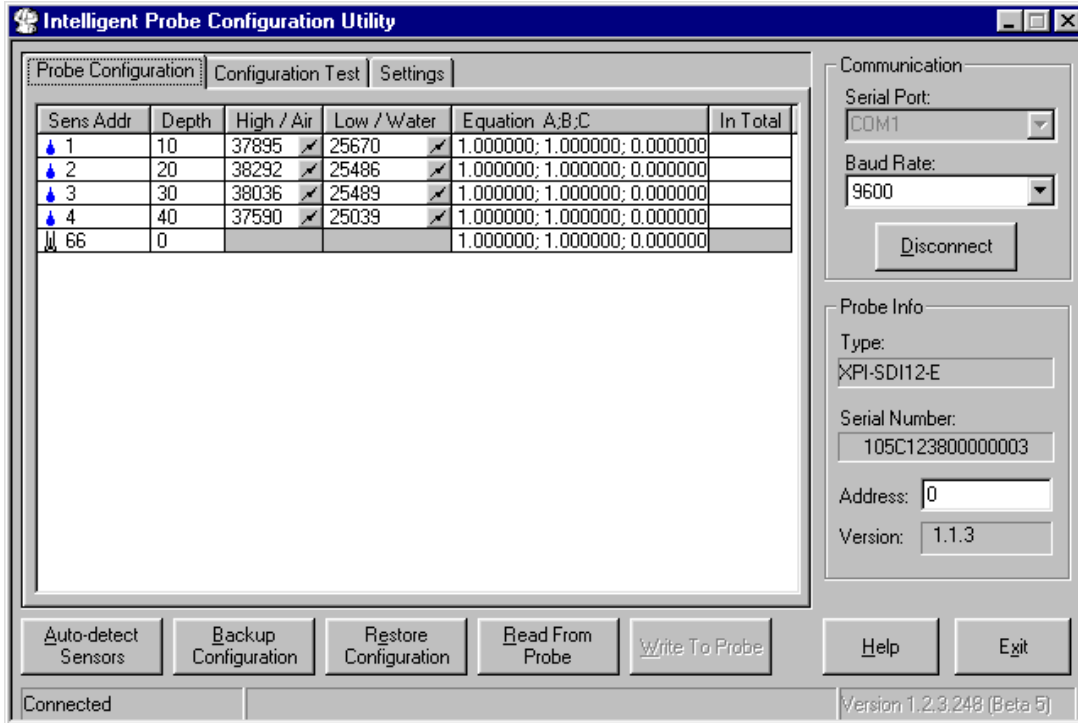 Intelligent Probe Configuration Utility
Probe Configuration Configuration Test Settings
Sens Addr Depth High / Air Low / Water Equation A;B;C In Total
1 10 37895 25670 1.000000; 1.000000; 0.000000
2 20 38292 25486 1.000000; 1.000000; 0.000000
3 30 38036 25489 1.000000; 1.000000; 0.000000
4 40 37590 25039 1.000000; 1.000000; 0.000000
66 0 1.000000; 1.000000; 0.000000
Communication
Serial Port:
COM1
Baud Rate:
9600
Disconnect
Probe Info
Type:
XPI-SDI12-E
Serial Number:
105C123800000003
Address: 0
Version: 1.1.3
Auto-detect Sensors
Backup Configuration
Restore Configuration
Read From Probe
Write To Probe
Help
Exit
Connected
Version 1.2.3.248 (Beta 5)